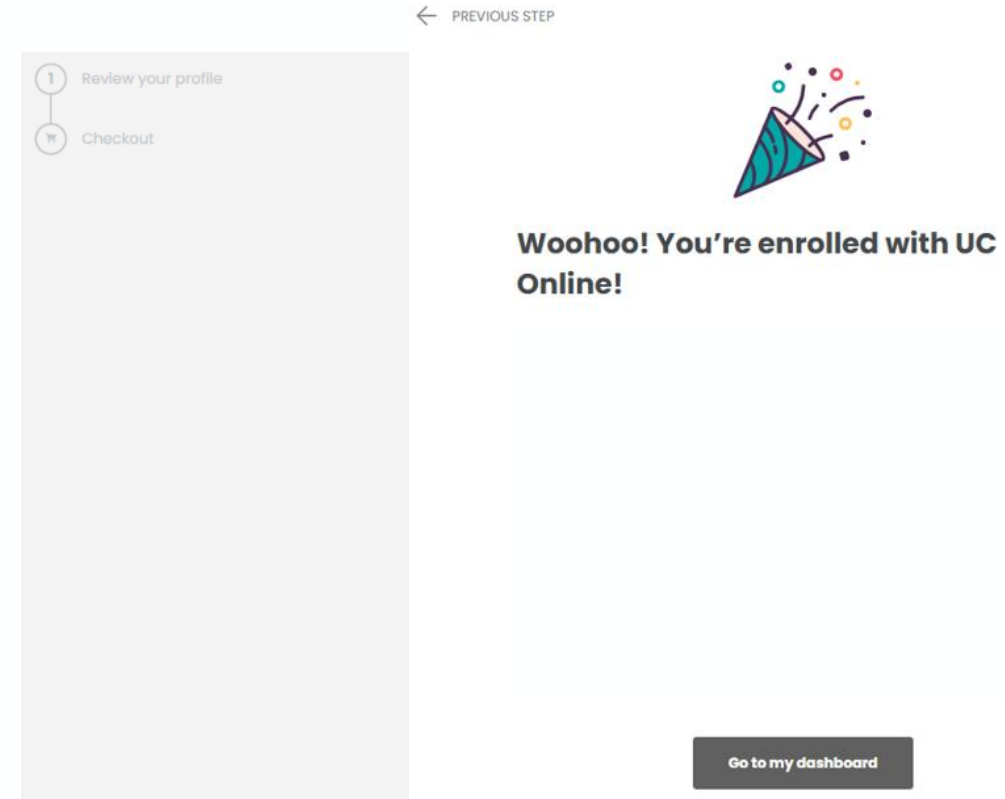 PREVIOUS STEP
1 Review your profile
Checkout
Woohoo! You’re enrolled with UC
Online!
Go to my dashboard